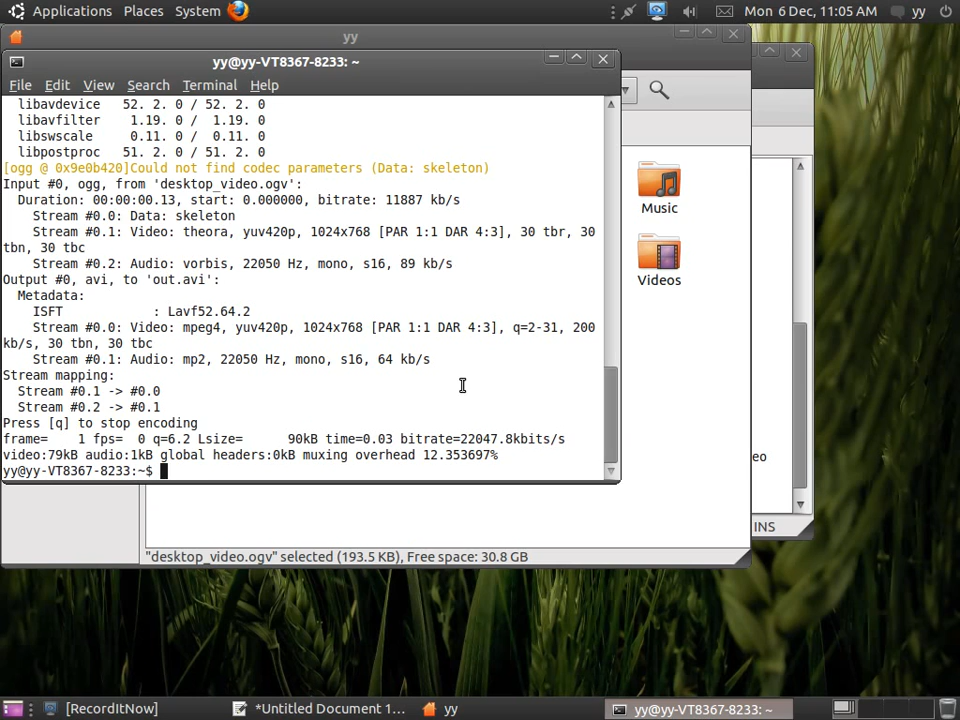 Applications Places System Mon 6 Dec, 11:05 AM yy
yy
yy@yy-VT8367-8233: ~
File Edit View Search Terminal Help
libavdevice 52. 2. 0 / 52. 2. 0
libavfilter 1.19. 0 / 1.19. 0
libswscale 0.11. 0 / 0.11. 0
libpostproc 51. 2. 0 / 51. 2. 0
[ogg @ 0x9e0b420]Could not find codec parameters (Data: skeleton)
Input #0, ogg, from 'desktop_video.ogv':
Duration: 00:00:00.13, start: 0.000000, bitrate: 11887 kb/s
Stream #0.0: Data: skeleton
Stream #0.1: Video: theora, yuv420p, 1024x768 [PAR 1:1 DAR 4:3], 30 tbr, 30
tbn, 30 tbc
Stream #0.2: Audio: vorbis, 22050 Hz, mono, s16, 89 kb/s
Output #0, avi, to 'out.avi':
Metadata:
ISFT : Lavf52.64.2
Stream #0.0: Video: mpeg4, yuv420p, 1024x768 [PAR 1:1 DAR 4:3], q=2-31, 200
kb/s, 30 tbn, 30 tbc
Stream #0.1: Audio: mp2, 22050 Hz, mono, s16, 64 kb/s
Stream mapping:
Stream #0.1 -> #0.0
Stream #0.2 -> #0.1
Press [q] to stop encoding
frame= 1 fps= 0 q=6.2 Lsize= 90kB time=0.03 bitrate=22047.8kbits/s
video:79kB audio:1kB global headers:0kB muxing overhead 12.353697%
yy@yy-VT8367-8233:~$
Music
Videos
eo
INS
"desktop_video.ogv" selected (193.5 KB), Free space: 30.8 GB
[RecordItNow] *Untitled Document 1... yy yy@yy-VT8367-8233: ~